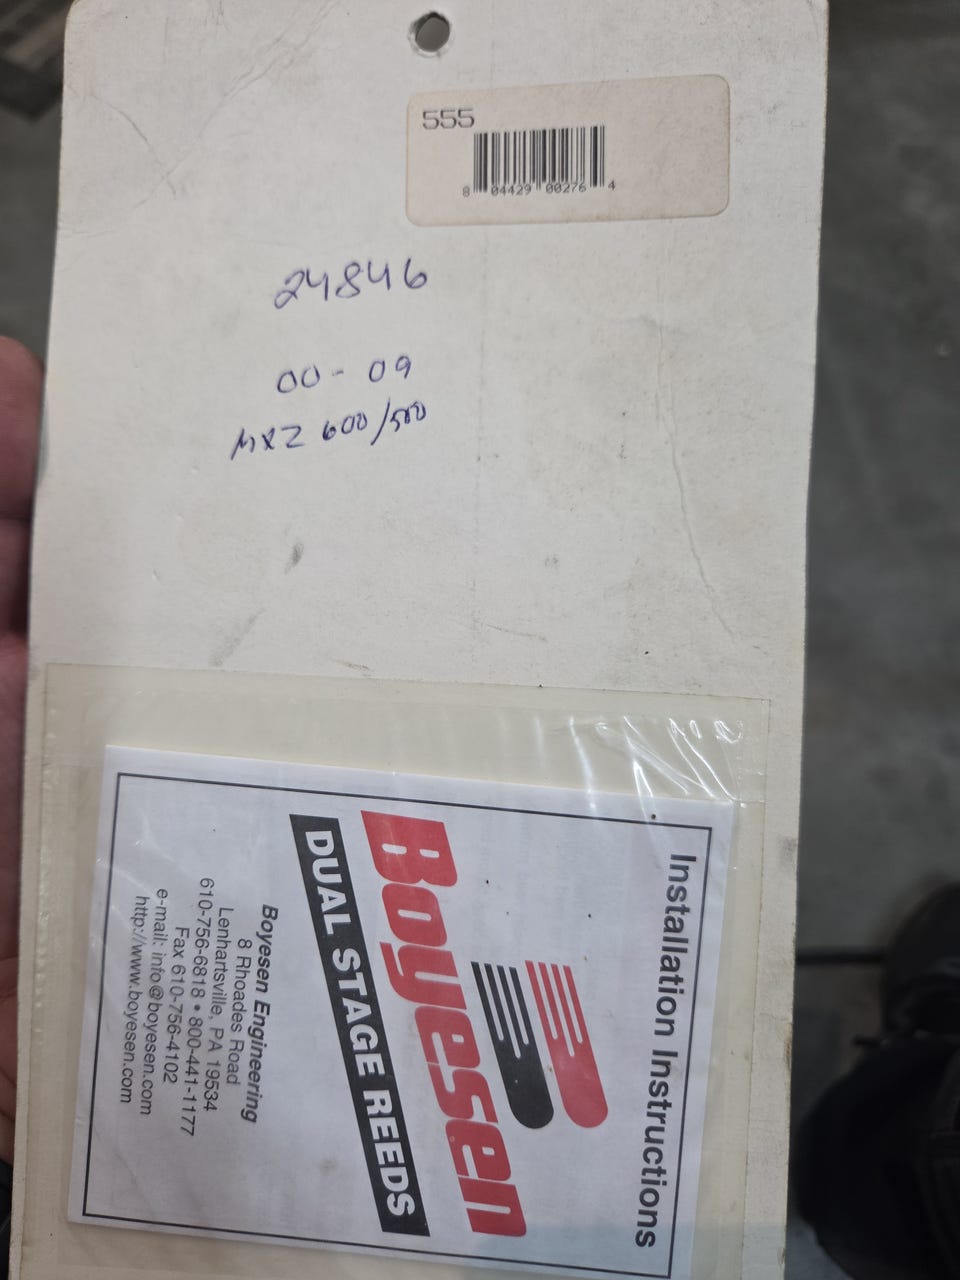 555
8 04429 00276 4
24846
00-09
MXZ 600/500
Installation Instructions
Boyesen
DUAL STAGE REEDS
Boyesen Engineering
8 Rhoades Road
Lenhartsville, PA 19534
610-756-6818 • 800-441-1177
Fax 610-756-4102
e-mail: info@boyesen.com
http://www.boyesen.com